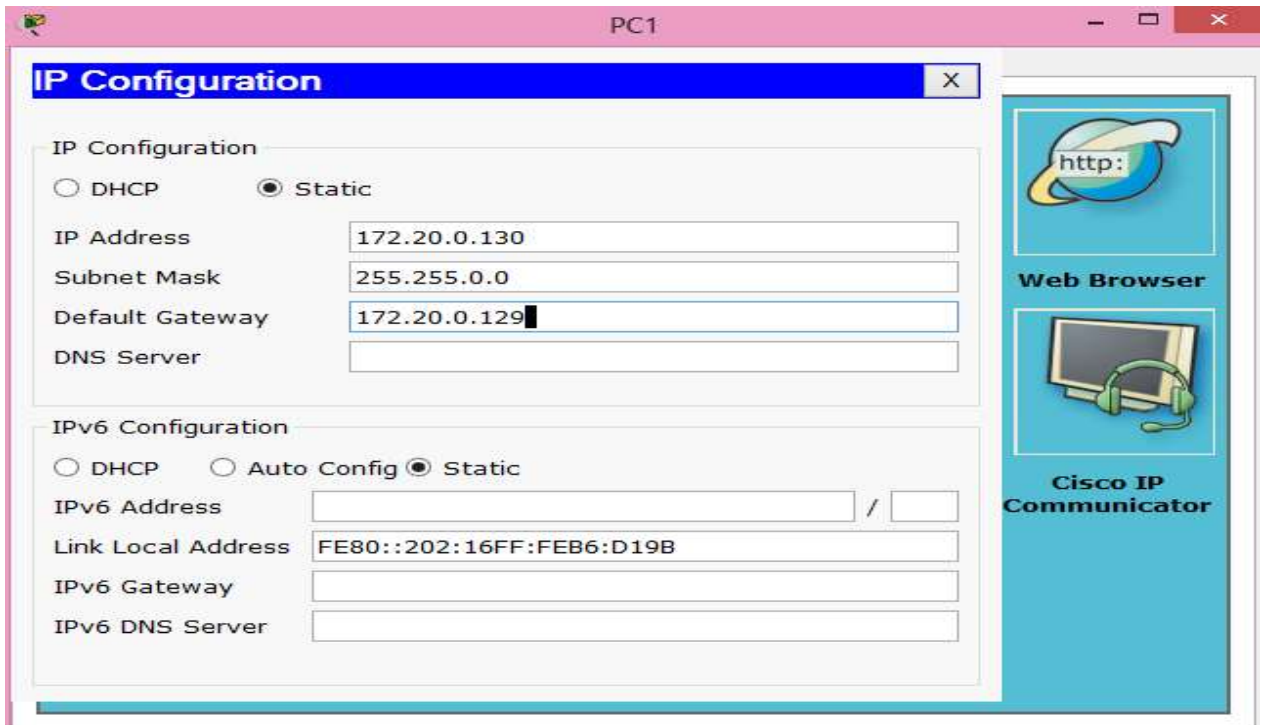 PC1
IP Configuration X
IP Configuration
DHCP Static
IP Address 172.20.0.130
Subnet Mask 255.255.0.0
Default Gateway 172.20.0.129
DNS Server
IPv6 Configuration
DHCP Auto Config Static
IPv6 Address /
Link Local Address FE80::202:16FF:FEB6:D19B
IPv6 Gateway
IPv6 DNS Server
http:
Web Browser
Cisco IP
Communicator